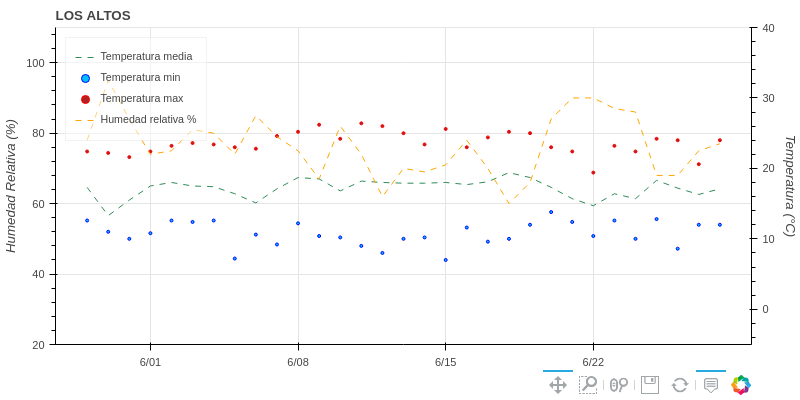 LOS ALTOS
Temperatura media
Temperatura min
Temperatura max
Humedad relativa %
Humedad Relativa (%)
100
80
60
40
20
40
30
20
10
0
Temperatura (°C)
6/01
6/08
6/15
6/22